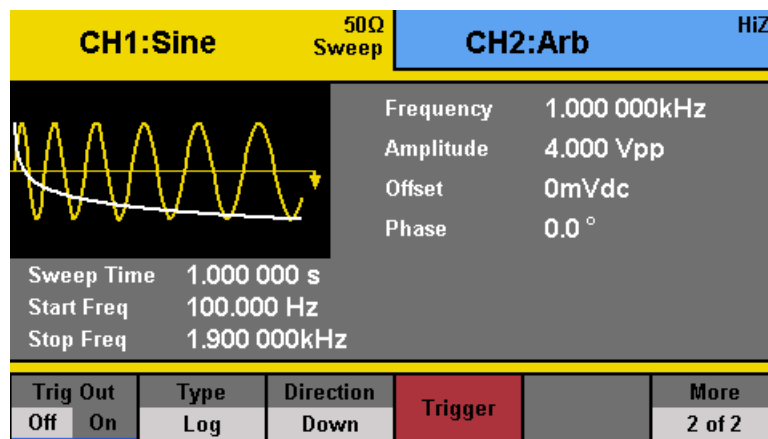 CH1:Sine 50Ω Sweep CH2:Arb HiZ
Frequency 1.000 000kHz
Amplitude 4.000 Vpp
Offset 0mVdc
Phase 0.0 °
Sweep Time 1.000 000 s
Start Freq 100.000 Hz
Stop Freq 1.900 000kHz
Trig Out Type Direction Trigger More
Off On Log Down 2 of 2